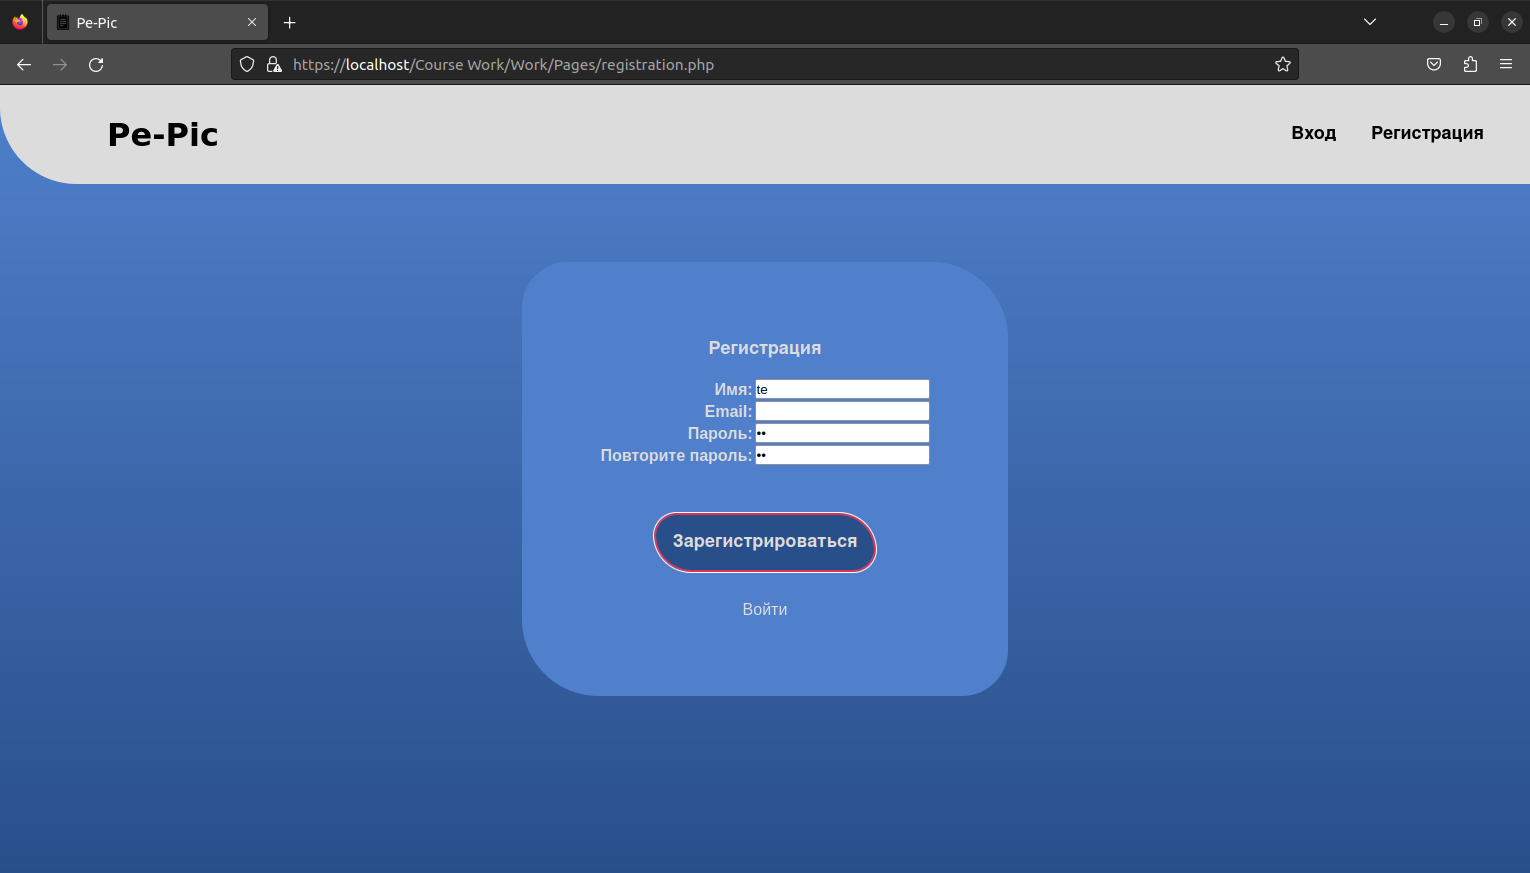 Pe-Pic
https://localhost/Course Work/Work/Pages/registration.php
Pe-Pic
Вход Регистрация
Регистрация
Имя: te
Email:
Пароль: ••
Повторите пароль: ••
Зарегистрироваться
Войти